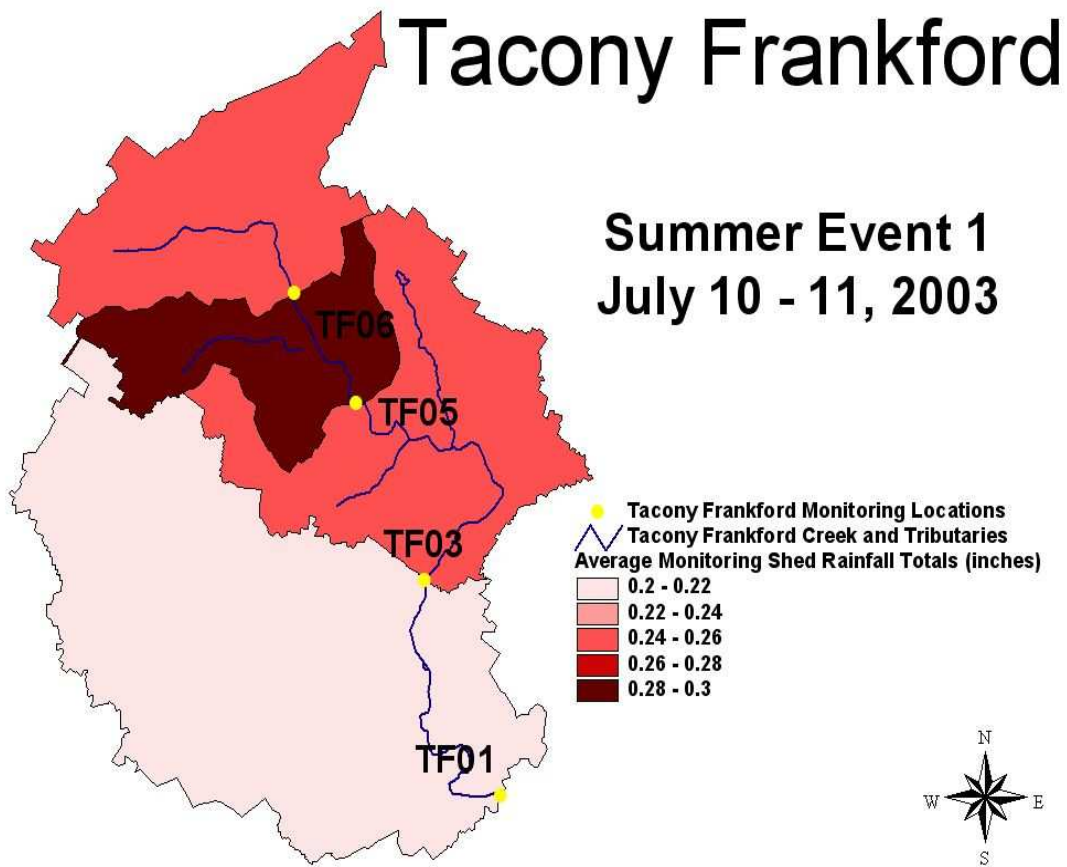 Tacony Frankford
Summer Event 1
July 10 - 11, 2003
TF06
TF05
TF03
TF01
Tacony Frankford Monitoring Locations
Tacony Frankford Creek and Tributaries
Average Monitoring Shed Rainfall Totals (inches)
0.2 - 0.22
0.22 - 0.24
0.24 - 0.26
0.26 - 0.28
0.28 - 0.3
N
W E
S